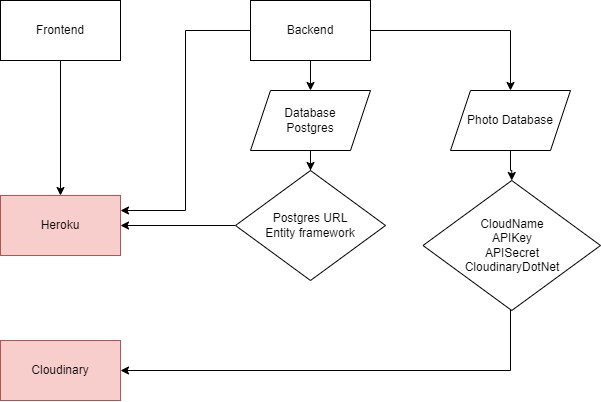 Frontend
Backend
Database
Postgres
Photo Database
Heroku
Postgres URL
Entity framework
CloudName
APIKey
APISecret
CloudinaryDotNet
Cloudinary